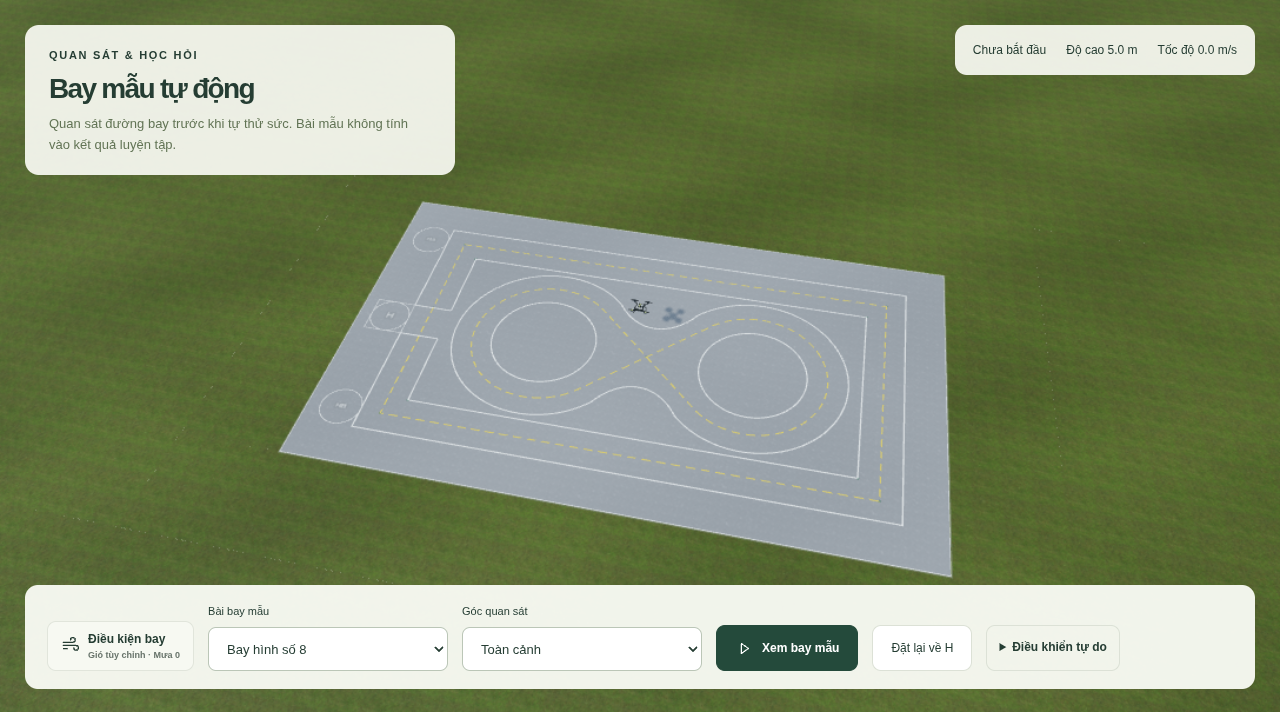 QUAN SÁT & HỌC HỎI
Bay mẫu tự động
Quan sát đường bay trước khi tự thử sức. Bài mẫu không tính
vào kết quả luyện tập.
Chưa bắt đầu Độ cao 5.0 m Tốc độ 0.0 m/s
Điều kiện bay
Gió tùy chỉnh · Mưa 0
Bài bay mẫu
Bay hình số 8
Góc quan sát
Toàn cảnh
Xem bay mẫu
Đặt lại về H
Điều khiển tự do